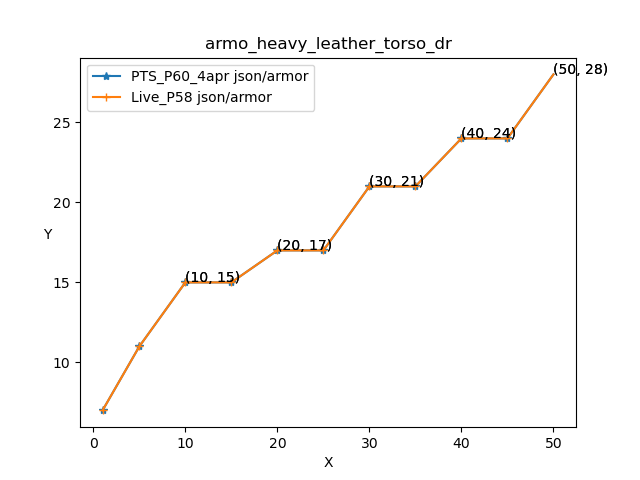 armo_heavy_leather_torso_dr
PTS_P60_4apr json/armor
Live_P58 json/armor
(50, 28)
25
(40, 24)
20
(30, 21)
Y
(20, 17)
15
(10, 15)
10
0 10 20 30 40 50
X